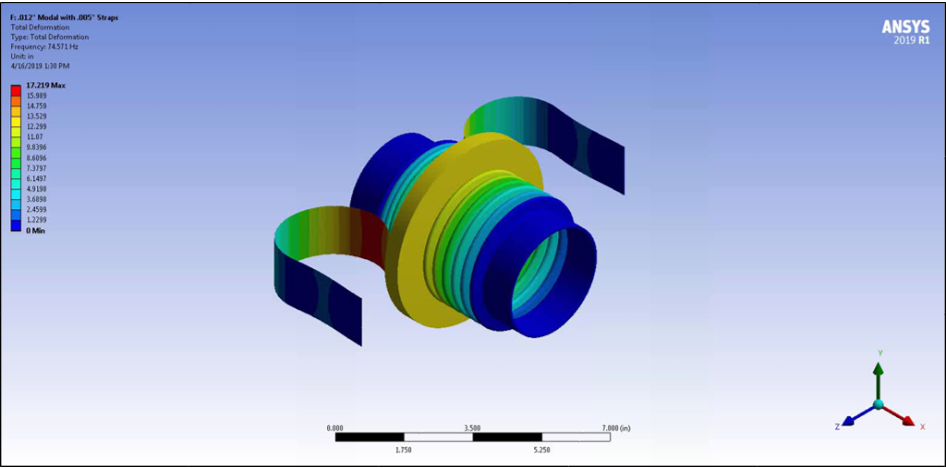 F: .012" Modal with .005" Straps
Total Deformation
Type: Total Deformation
Frequency: 74.571 Hz
Unit: in
4/16/2019 1:30 PM
17.219 Max
15.989
14.759
13.529
12.299
11.07
9.8396
8.6096
7.3797
6.1497
4.9198
3.6898
2.4599
1.2299
0 Min
ANSYS
2019 R1
0.000 3.500 7.000 (in)
1.750 5.250
Y
Z X